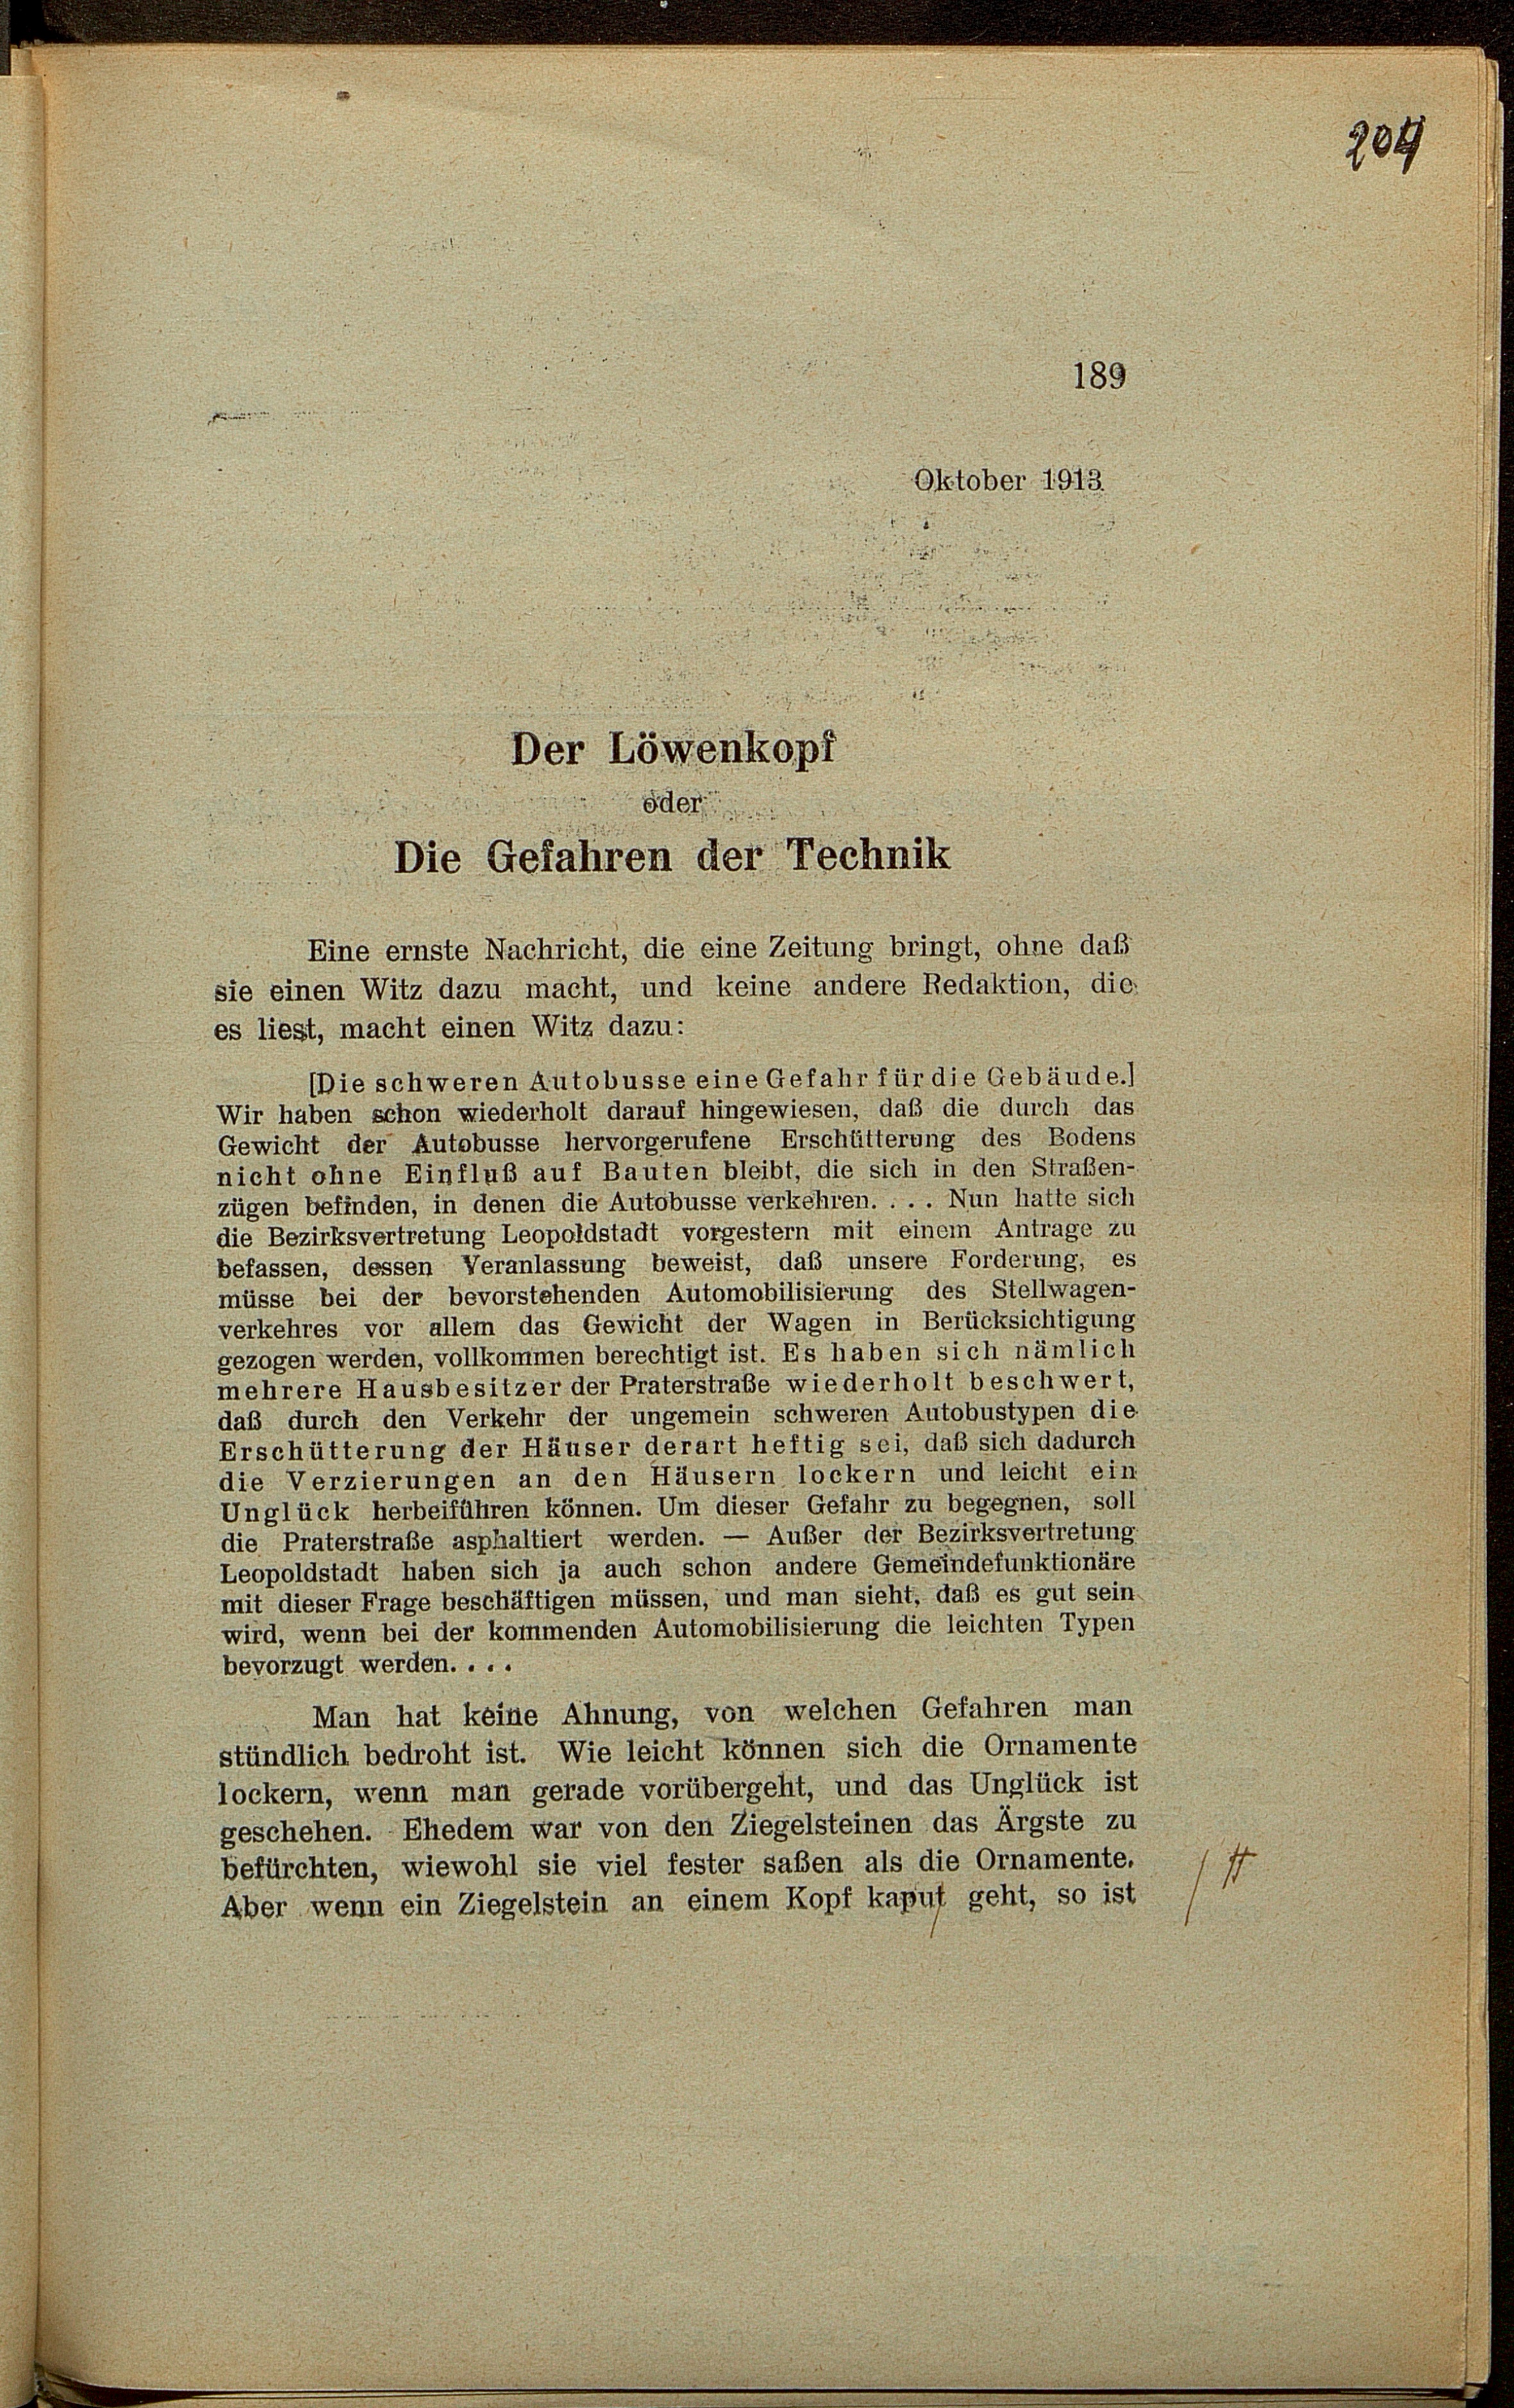 204
189
Oktober 1913
Der Löwenkopf
oder
Die Gefahren der Technik
Eine ernste Nachricht, die eine Zeitung bringt, ohne daß
sie einen Witz dazu macht, und keine andere Redaktion, die
es liest, macht einen Witz dazu:
[Die schweren Autobusse eine Gefahr für die Gebäude.]
Wir haben schon wiederholt darauf hingewiesen, daß die durch das
Gewicht der Autobusse hervorgerufene Erschütterung des Bodens
nicht ohne Einfluß auf Bauten bleibt, die sich in den Straßen-
zügen befinden, in denen die Autobusse verkehren. . . . Nun hatte sich
die Bezirksvertretung Leopoldstadt vorgestern mit einem Antrage zu
befassen, dessen Veranlassung beweist, daß unsere Forderung, es
müsse bei der bevorstehenden Automobilisierung des Stellwagen-
verkehres vor allem das Gewicht der Wagen in Berücksichtigung
gezogen werden, vollkommen berechtigt ist. Es haben sich nämlich
mehrere Hausbesitzer der Praterstraße wiederholt beschwert,
daß durch den Verkehr der ungemein schweren Autobustypen die
Erschütterung der Häuser derart heftig sei, daß sich dadurch
die Verzierungen an den Häusern lockern und leicht ein
Unglück herbeiführen können. Um dieser Gefahr zu begegnen, soll
die Praterstraße asphaltiert werden. — Außer der Bezirksvertretung
Leopoldstadt haben sich ja auch schon andere Gemeindefunktionäre
mit dieser Frage beschäftigen müssen, und man sieht, daß es gut sein
wird, wenn bei der kommenden Automobilisierung die leichten Typen
bevorzugt werden. . . .
Man hat keine Ahnung, von welchen Gefahren man
stündlich bedroht ist. Wie leicht können sich die Ornamente
lockern, wenn man gerade vorübergeht, und das Unglück ist
geschehen. Ehedem war von den Ziegelsteinen das Ärgste zu
befürchten, wiewohl sie viel fester saßen als die Ornamente.
Aber wenn ein Ziegelstein an einem Kopf kaput geht, so ist
/ tt